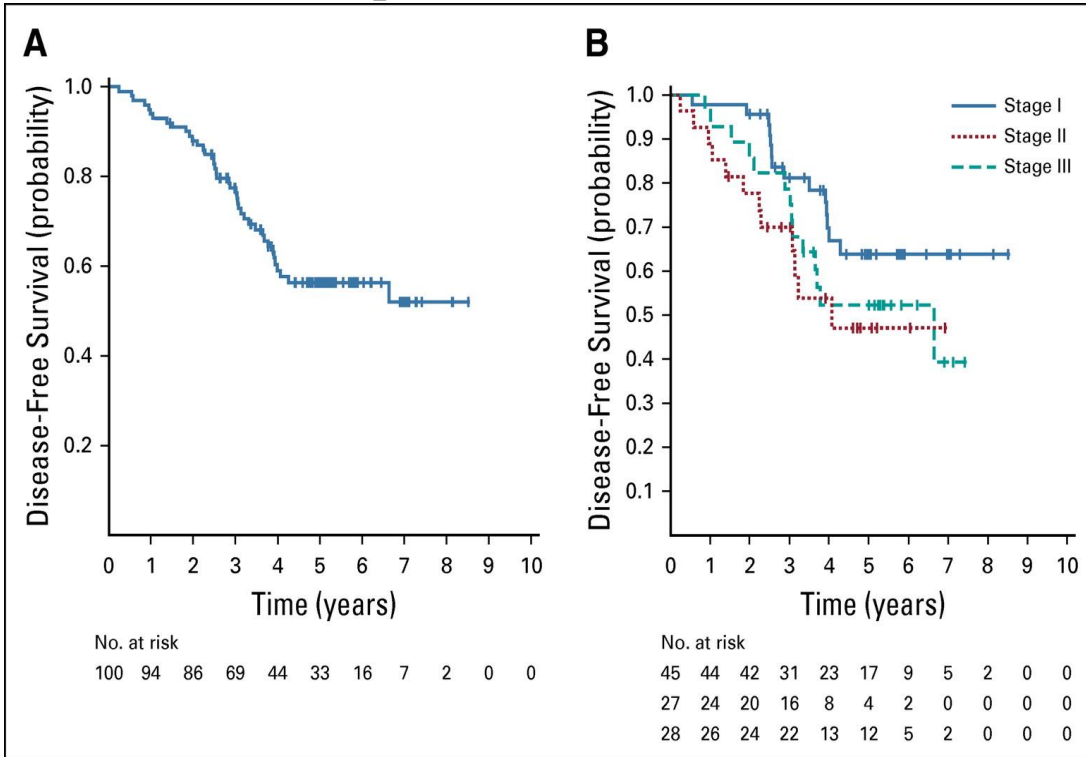 A
Disease-Free Survival (probability)
1.0
0.8
0.6
0.4
0.2
0 1 2 3 4 5 6 7 8 9 10
Time (years)
No. at risk
100 94 86 69 44 33 16 7 2 0 0
B
Disease-Free Survival (probability)
1.0
0.9
0.8
0.7
0.6
0.5
0.4
0.3
0.2
0.1
Stage I
Stage II
Stage III
0 1 2 3 4 5 6 7 8 9 10
Time (years)
No. at risk
45 44 42 31 23 17 9 5 2 0 0
27 24 20 16 8 4 2 0 0 0 0
28 26 24 22 13 12 5 2 0 0 0